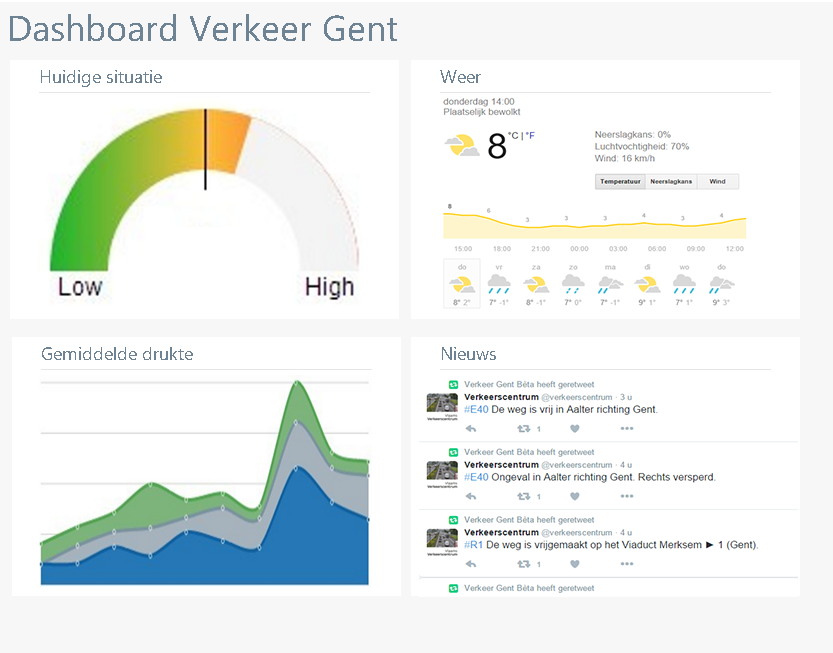 Dashboard Verkeer Gent
Huidige situatie
Low
High
Weer
donderdag 14:00
Plaatselijk bewolkt
8 °C | °F
Neerslagkans: 0%
Luchtvochtigheid: 70%
Wind: 16 km/h
Temperatuur Neerslagkans Wind
8 6 3 3 3 4 3 4
15:00 18:00 21:00 00:00 03:00 06:00 09:00 12:00
do vr za zo ma di wo do
8° 2° 7° -1° 8° -1° 7° 0° 7° -1° 9° 1° 7° 1° 9° 3°
Gemiddelde drukte
Nieuws
Verkeer Gent Bèta heeft geretweet
Verkeerscentrum @verkeerscentrum · 3 u
#E40 De weg is vrij in Aalter richting Gent.
1
Verkeer Gent Bèta heeft geretweet
Verkeerscentrum @verkeerscentrum · 4 u
#E40 Ongeval in Aalter richting Gent. Rechts versperd.
1
Verkeer Gent Bèta heeft geretweet
Verkeerscentrum @verkeerscentrum · 4 u
#R1 De weg is vrijgemaakt op het Viaduct Merksem ► 1 (Gent).
1
Verkeer Gent Bèta heeft geretweet